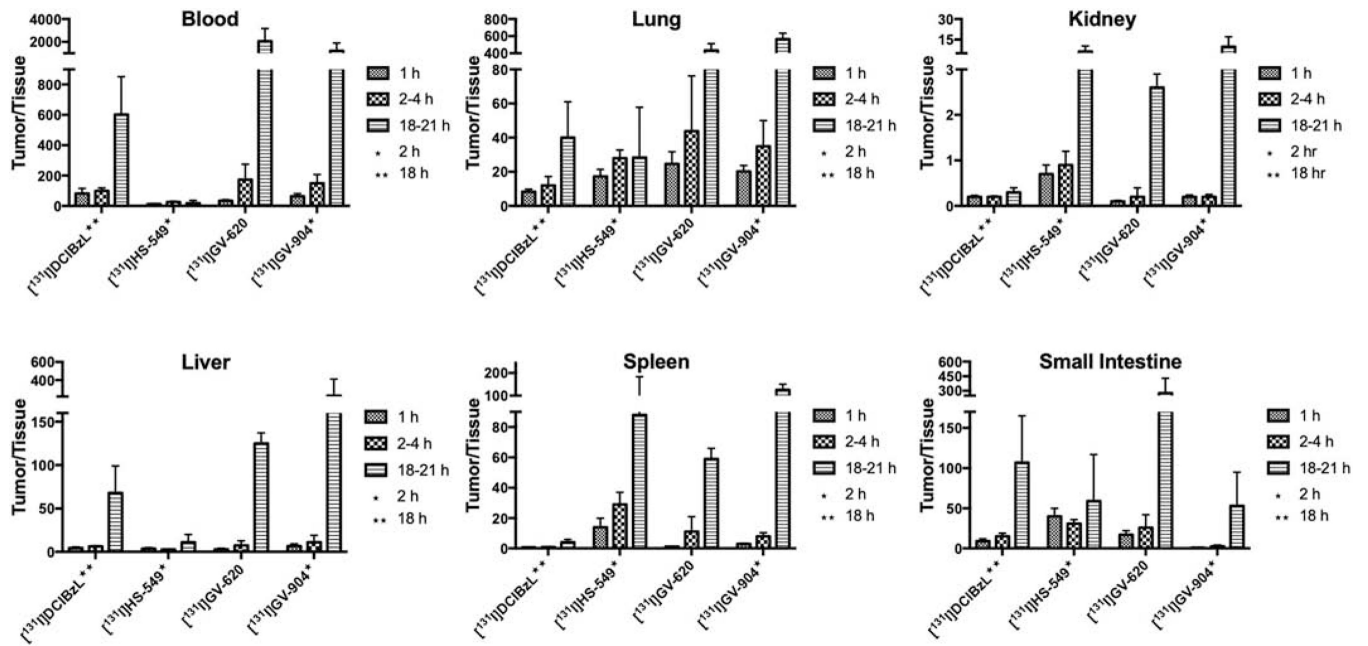 Blood
Tumor/Tissue
4000
2000
800
600
400
200
0
[¹³¹I]DCIBzL**
[¹³¹I]HS-549*
[¹³¹I]GV-620
[¹³¹I]GV-904*
1 h
2-4 h
18-21 h
* 2 h
** 18 h
Lung
Tumor/Tissue
800
600
400
80
60
40
20
0
[¹³¹I]DCIBzL**
[¹³¹I]HS-549*
[¹³¹I]GV-620
[¹³¹I]GV-904*
1 h
2-4 h
18-21 h
* 2 h
** 18 h
Kidney
Tumor/Tissue
30
15
3
2
1
0
[¹³¹I]DCIBzL**
[¹³¹I]HS-549*
[¹³¹I]GV-620
[¹³¹I]GV-904*
1 h
2-4 h
18-21 h
* 2 hr
** 18 hr
Liver
Tumor/Tissue
600
400
150
100
50
0
[¹³¹I]DCIBzL**
[¹³¹I]HS-549*
[¹³¹I]GV-620
[¹³¹I]GV-904*
1 h
2-4 h
18-21 h
* 2 h
** 18 h
Spleen
Tumor/Tissue
200
100
80
60
40
20
0
[¹³¹I]DCIBzL**
[¹³¹I]HS-549*
[¹³¹I]GV-620
[¹³¹I]GV-904*
1 h
2-4 h
18-21 h
* 2 h
** 18 h
Small Intestine
Tumor/Tissue
600
450
300
150
100
50
0
[¹³¹I]DCIBzL**
[¹³¹I]HS-549*
[¹³¹I]GV-620
[¹³¹I]GV-904*
1 h
2-4 h
18-21 h
* 2 h
** 18 h